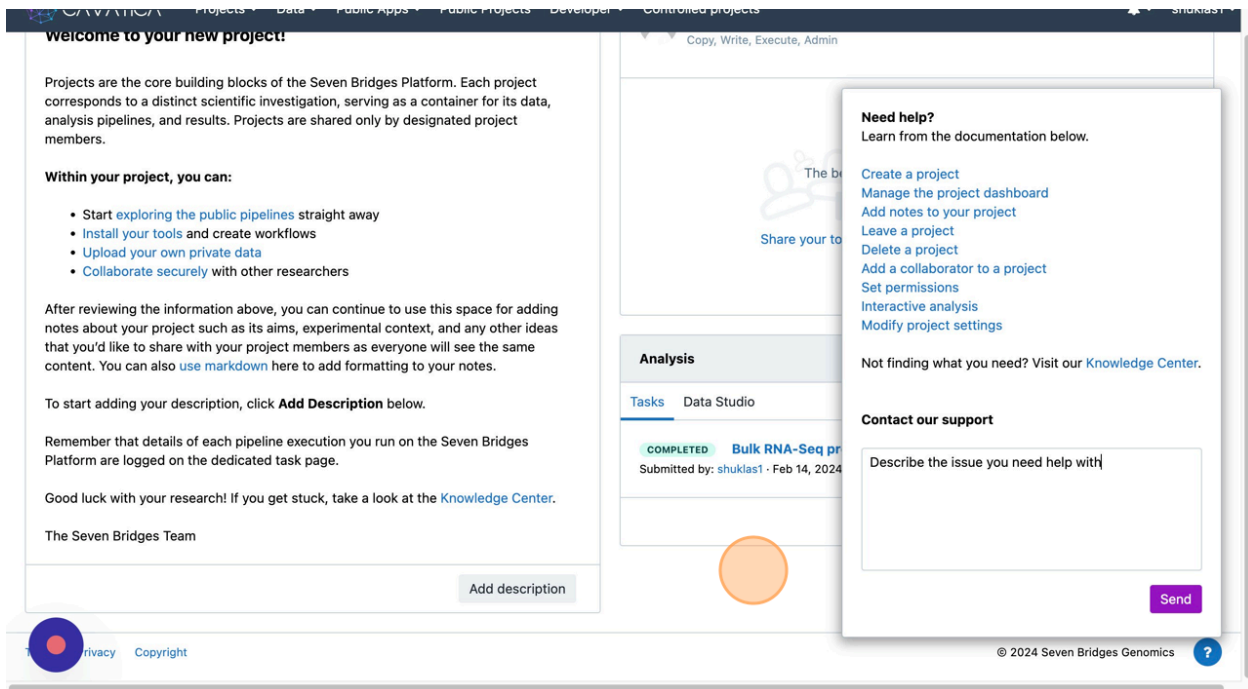 CAVATICA Projects Data Public Apps Public Projects Developer Controlled projects shuklas1
Welcome to your new project!
Projects are the core building blocks of the Seven Bridges Platform. Each project
corresponds to a distinct scientific investigation, serving as a container for its data,
analysis pipelines, and results. Projects are shared only by designated project
members.
Within your project, you can:
• Start exploring the public pipelines straight away
• Install your tools and create workflows
• Upload your own private data
• Collaborate securely with other researchers
After reviewing the information above, you can continue to use this space for adding
notes about your project such as its aims, experimental context, and any other ideas
that you'd like to share with your project members as everyone will see the same
content. You can also use markdown here to add formatting to your notes.
To start adding your description, click Add Description below.
Remember that details of each pipeline execution you run on the Seven Bridges
Platform are logged on the dedicated task page.
Good luck with your research! If you get stuck, take a look at the Knowledge Center.
The Seven Bridges Team
Add description
Copy, Write, Execute, Admin
The
Share your
Analysis
Tasks Data Studio
COMPLETED Bulk RNA-Seq
Submitted by: shuklas1 · Feb 14, 2024
Need help?
Learn from the documentation below.
Create a project
Manage the project dashboard
Add notes to your project
Leave a project
Delete a project
Add a collaborator to a project
Set permissions
Interactive analysis
Modify project settings
Not finding what you need? Visit our Knowledge Center.
Contact our support
Describe the issue you need help with
Send
Copyright
© 2024 Seven Bridges Genomics ?